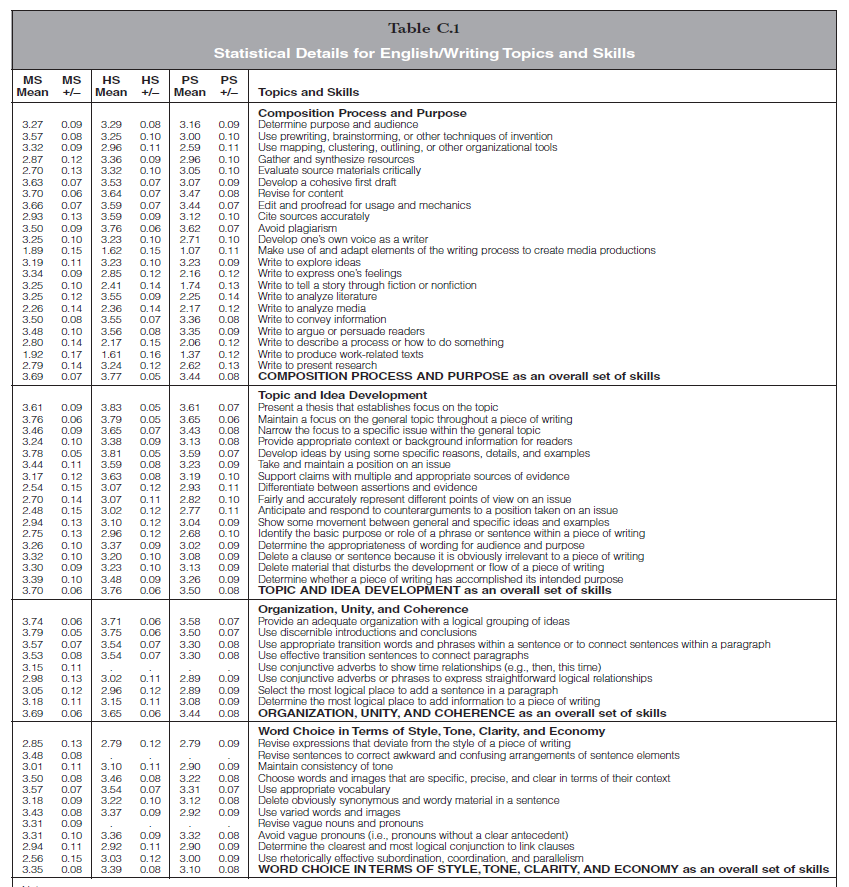 Table C.1
Statistical Details for English/Writing Topics and Skills
MS MS HS HS PS PS
Mean +/– Mean +/– Mean +/– Topics and Skills
Composition Process and Purpose
3.27 0.09 3.29 0.08 3.16 0.09 Determine purpose and audience
3.57 0.08 3.25 0.10 3.00 0.10 Use prewriting, brainstorming, or other techniques of invention
3.32 0.09 2.96 0.11 2.59 0.11 Use mapping, clustering, outlining, or other organizational tools
2.87 0.12 3.36 0.09 2.96 0.10 Gather and synthesize resources
2.70 0.13 3.32 0.10 3.05 0.10 Evaluate source materials critically
3.63 0.07 3.53 0.07 3.07 0.09 Develop a cohesive first draft
3.70 0.06 3.64 0.07 3.47 0.08 Revise for content
3.66 0.07 3.59 0.07 3.44 0.07 Edit and proofread for usage and mechanics
2.93 0.13 3.59 0.09 3.12 0.10 Cite sources accurately
3.50 0.09 3.76 0.06 3.62 0.07 Avoid plagiarism
3.25 0.10 3.23 0.10 2.71 0.10 Develop one's own voice as a writer
1.89 0.15 1.62 0.15 1.07 0.11 Make use of and adapt elements of the writing process to create media productions
3.19 0.11 3.23 0.10 3.23 0.09 Write to explore ideas
3.34 0.09 2.85 0.12 2.16 0.12 Write to express one's feelings
3.25 0.10 2.41 0.14 1.74 0.13 Write to tell a story through fiction or nonfiction
3.25 0.12 3.55 0.09 2.25 0.14 Write to analyze literature
2.26 0.14 2.36 0.14 2.17 0.12 Write to analyze media
3.50 0.08 3.55 0.07 3.36 0.08 Write to convey information
3.48 0.10 3.56 0.08 3.35 0.09 Write to argue or persuade readers
2.80 0.14 2.17 0.15 2.06 0.12 Write to describe a process or how to do something
1.92 0.17 1.61 0.16 1.37 0.12 Write to produce work-related texts
2.79 0.14 3.24 0.12 2.62 0.13 Write to present research
3.69 0.07 3.77 0.05 3.44 0.08 COMPOSITION PROCESS AND PURPOSE as an overall set of skills
Topic and Idea Development
3.61 0.09 3.83 0.05 3.61 0.07 Present a thesis that establishes focus on the topic
3.76 0.06 3.79 0.05 3.65 0.06 Maintain a focus on the general topic throughout a piece of writing
3.46 0.09 3.65 0.07 3.43 0.08 Narrow the focus to a specific issue within the general topic
3.24 0.10 3.38 0.09 3.13 0.08 Provide appropriate context or background information for readers
3.78 0.05 3.81 0.05 3.59 0.07 Develop ideas by using some specific reasons, details, and examples
3.44 0.11 3.59 0.08 3.23 0.09 Take and maintain a position on an issue
3.17 0.12 3.63 0.08 3.19 0.10 Support claims with multiple and appropriate sources of evidence
2.54 0.15 3.07 0.12 2.93 0.11 Differentiate between assertions and evidence
2.70 0.14 3.07 0.11 2.82 0.10 Fairly and accurately represent different points of view on an issue
2.48 0.15 3.02 0.12 2.77 0.11 Anticipate and respond to counterarguments to a position taken on an issue
2.94 0.13 3.10 0.12 3.04 0.09 Show some movement between general and specific ideas and examples
2.75 0.13 2.96 0.12 2.68 0.10 Identify the basic purpose or role of a phrase or sentence within a piece of writing
3.26 0.10 3.37 0.09 3.02 0.09 Determine the appropriateness of wording for audience and purpose
3.32 0.10 3.20 0.10 3.08 0.09 Delete a clause or sentence because it is obviously irrelevant to a piece of writing
3.30 0.09 3.23 0.10 3.13 0.09 Delete material that disturbs the development or flow of a piece of writing
3.39 0.10 3.48 0.09 3.26 0.09 Determine whether a piece of writing has accomplished its intended purpose
3.70 0.06 3.76 0.06 3.50 0.08 TOPIC AND IDEA DEVELOPMENT as an overall set of skills
Organization, Unity, and Coherence
3.74 0.06 3.71 0.06 3.58 0.07 Provide an adequate organization with a logical grouping of ideas
3.79 0.05 3.75 0.06 3.50 0.07 Use discernible introductions and conclusions
3.57 0.07 3.54 0.07 3.30 0.08 Use appropriate transition words and phrases within a sentence or to connect sentences within a paragraph
3.53 0.08 3.54 0.07 3.30 0.08 Use effective transition sentences to connect paragraphs
3.15 0.11 . . . . Use conjunctive adverbs to show time relationships (e.g., then, this time)
2.98 0.13 3.02 0.11 2.89 0.09 Use conjunctive adverbs or phrases to express straightforward logical relationships
3.05 0.12 2.96 0.12 2.89 0.09 Select the most logical place to add a sentence in a paragraph
3.18 0.11 3.15 0.11 3.08 0.09 Determine the most logical place to add information to a piece of writing
3.69 0.06 3.65 0.06 3.44 0.08 ORGANIZATION, UNITY, AND COHERENCE as an overall set of skills
Word Choice in Terms of Style, Tone, Clarity, and Economy
2.85 0.13 2.79 0.12 2.79 0.09 Revise expressions that deviate from the style of a piece of writing
3.48 0.08 . . . . Revise sentences to correct awkward and confusing arrangements of sentence elements
3.01 0.11 3.10 0.11 2.90 0.09 Maintain consistency of tone
3.50 0.08 3.46 0.08 3.22 0.08 Choose words and images that are specific, precise, and clear in terms of their context
3.57 0.07 3.54 0.07 3.31 0.07 Use appropriate vocabulary
3.18 0.09 3.22 0.10 3.12 0.08 Delete obviously synonymous and wordy material in a sentence
3.43 0.08 3.37 0.09 2.92 0.09 Use varied words and images
3.31 0.09 . . . . Revise vague nouns and pronouns
3.31 0.10 3.36 0.09 3.32 0.08 Avoid vague pronouns (i.e., pronouns without a clear antecedent)
2.94 0.11 2.92 0.11 2.90 0.09 Determine the clearest and most logical conjunction to link clauses
2.56 0.15 3.03 0.12 3.00 0.09 Use rhetorically effective subordination, coordination, and parallelism
3.35 0.08 3.39 0.08 3.10 0.08 WORD CHOICE IN TERMS OF STYLE, TONE, CLARITY, AND ECONOMY as an overall set of skills